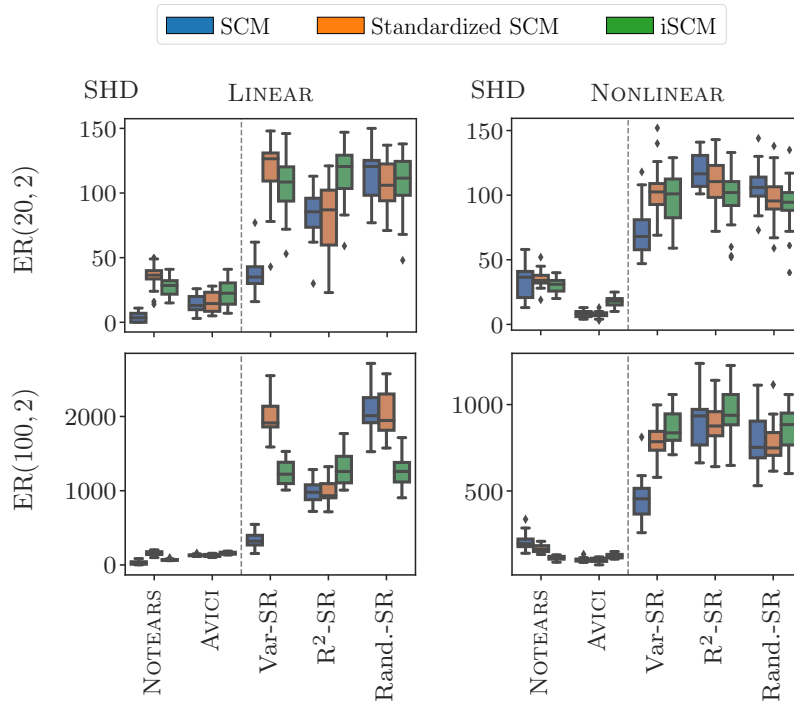 SCM Standardized SCM iSCM
SHD LINEAR SHD NONLINEAR
ER(20, 2)
150
100
50
0
150
100
50
0
ER(100, 2)
2000
1000
0
1000
500
NOTEARS AVICI Var-SR R²-SR Rand.-SR
NOTEARS AVICI Var-SR R²-SR Rand.-SR